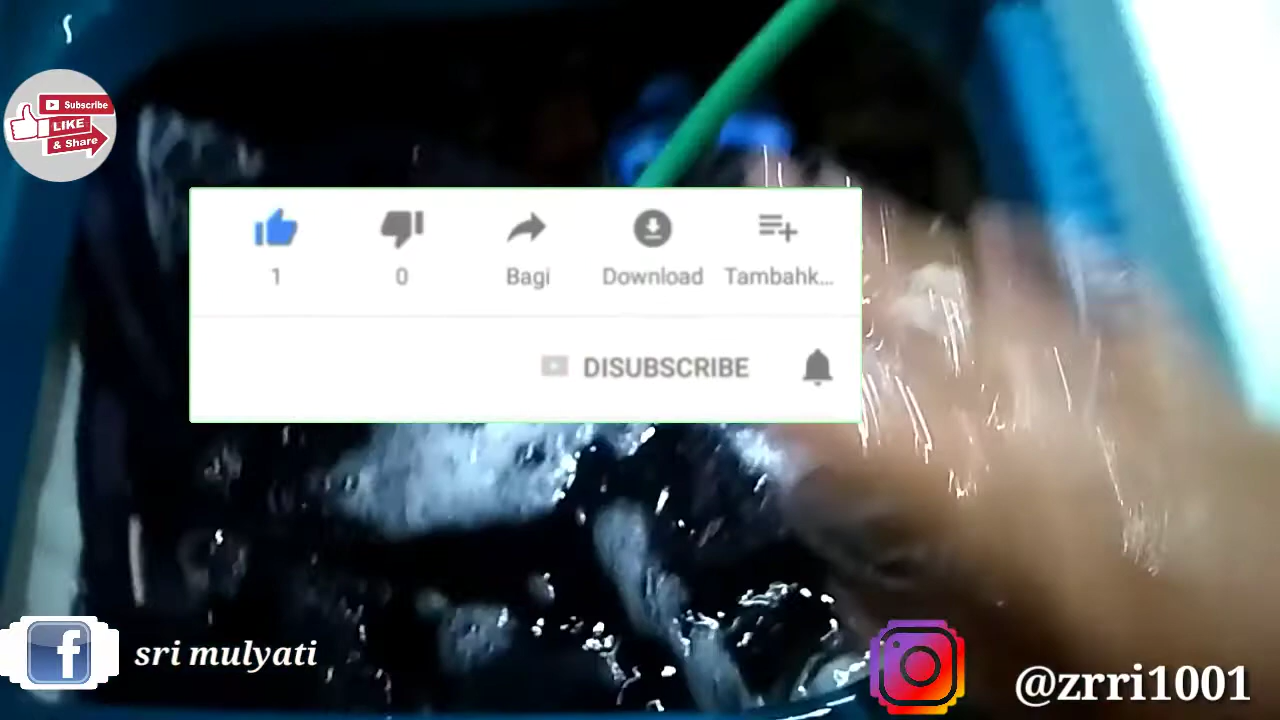 Subscribe
LIKE
& Share
1
0
Bagi
Download
Tambahk...
DISUBSCRIBE
sri mulyati
@zrri1001